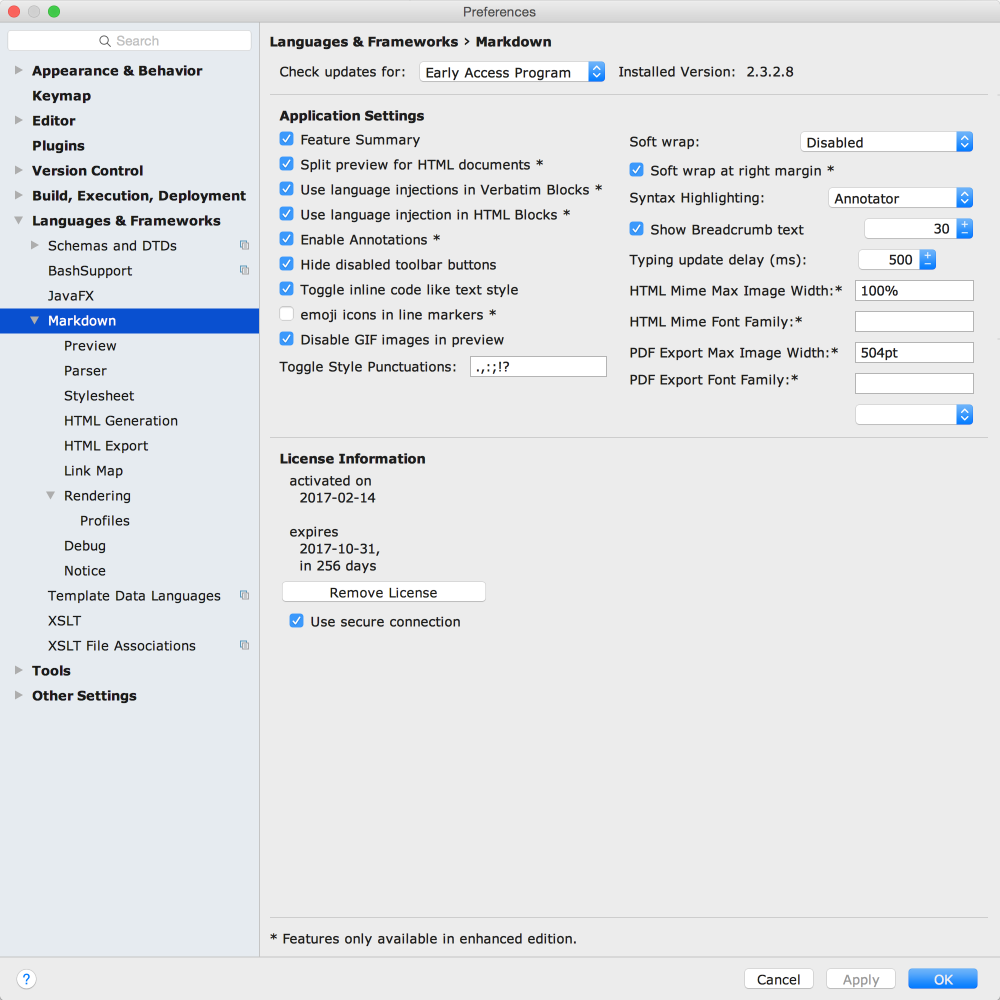 Preferences
Search
Appearance & Behavior
Keymap
Editor
Plugins
Version Control
Build, Execution, Deployment
Languages & Frameworks
Schemas and DTDs
BashSupport
JavaFX
Markdown
Preview
Parser
Stylesheet
HTML Generation
HTML Export
Link Map
Rendering
Profiles
Debug
Notice
Template Data Languages
XSLT
XSLT File Associations
Tools
Other Settings
Languages & Frameworks › Markdown
Check updates for: Early Access Program Installed Version: 2.3.2.8
Application Settings
Feature Summary
Split preview for HTML documents *
Use language injections in Verbatim Blocks *
Use language injection in HTML Blocks *
Enable Annotations *
Hide disabled toolbar buttons
Toggle inline code like text style
emoji icons in line markers *
Disable GIF images in preview
Toggle Style Punctuations: .,:;!?
Soft wrap: Disabled
Soft wrap at right margin *
Syntax Highlighting: Annotator
Show Breadcrumb text 30
Typing update delay (ms): 500
HTML Mime Max Image Width:* 100%
HTML Mime Font Family:*
PDF Export Max Image Width:* 504pt
PDF Export Font Family:*
License Information
activated on
2017-02-14
expires
2017-10-31,
in 256 days
Remove License
Use secure connection
* Features only available in enhanced edition.
?
Cancel
Apply
OK